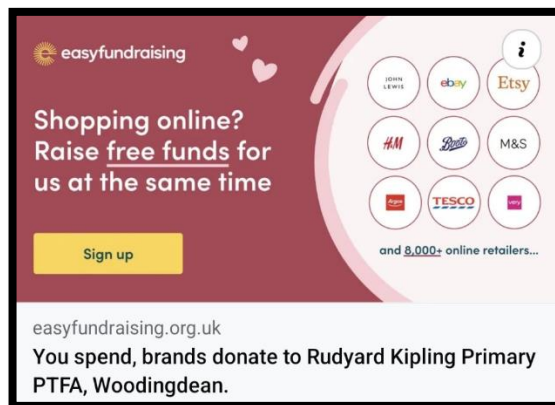 easyfundraising
Shopping online?
Raise free funds for
us at the same time
Sign up
i
JOHN
LEWIS
ebay
Etsy
H&M
Boots
M&S
Argos
TESCO
very
and 8,000+ online retailers...
easyfundraising.org.uk
You spend, brands donate to Rudyard Kipling Primary
PTFA, Woodingdean.